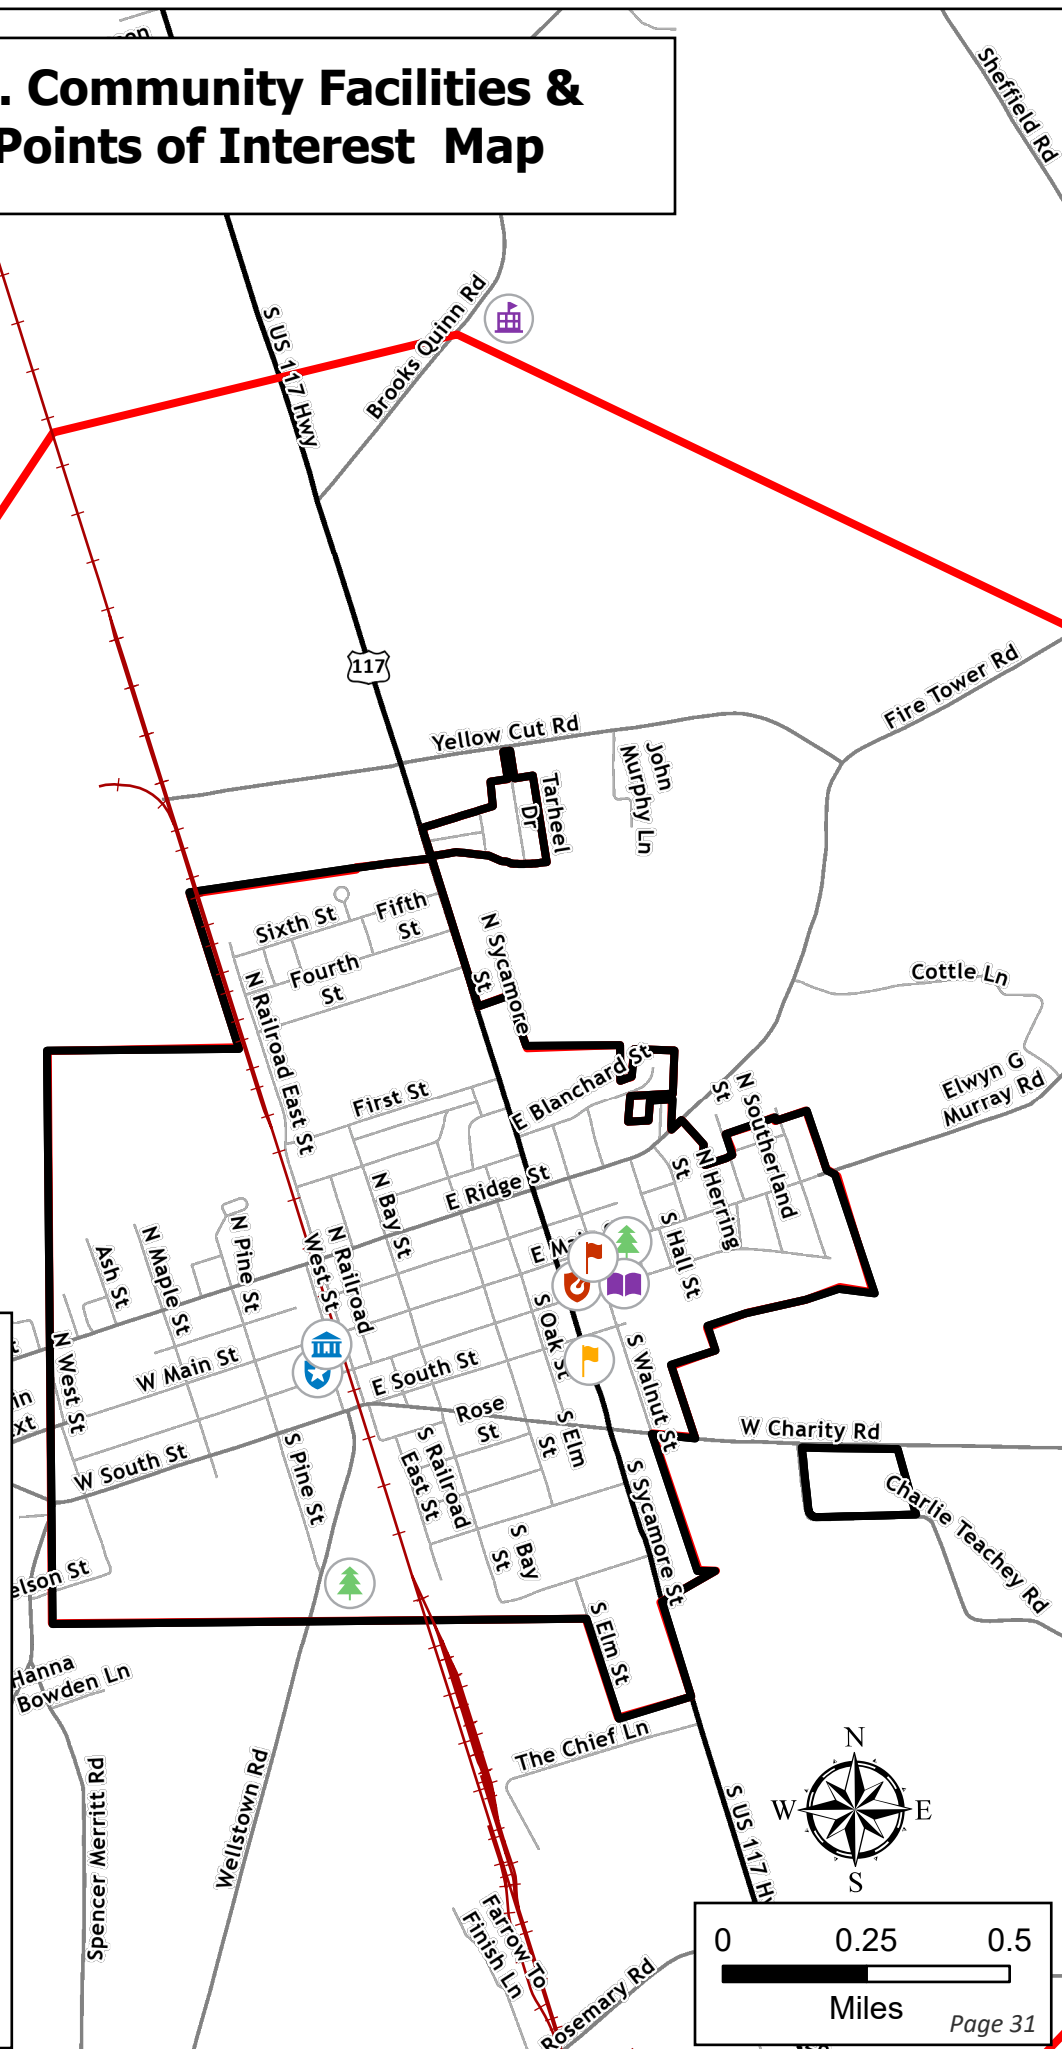 . Community Facilities &
Points of Interest Map
Sheffield Rd
Brooks Quinn Rd
S US 117 Hwy
117
Fire Tower Rd
Yellow Cut Rd
John
Murphy Ln
Tarheel
Dr
Fifth
St
Sixth St
N Sycamore
St
Fourth
St
Cottle Ln
N Railroad East St
E Blanchard St
Elwyn G
Murray Rd
First St
N Southerland
St
N Herring
St
E Ridge St
N Bay St
S Hall St
N Pine St
N Maple St
Ash St
N Railroad
West St
E Ma
S Oak St
N West St
W Main St
E South St
S Walnut St
Rose
St
W Charity Rd
W South St
S Pine St
S Railroad
East St
S Elm
St
S Sycamore St
Charlie Teachey Rd
S Bay
St
elson St
S Elm St
Hanna
Bowden Ln
The Chief Ln
N
W
E
S
Spencer Merritt Rd
Wellstown Rd
S US 117 Hw
Farrow To
Finish Ln
Rosemary Rd
0 0.25 0.5
Miles
Page 31